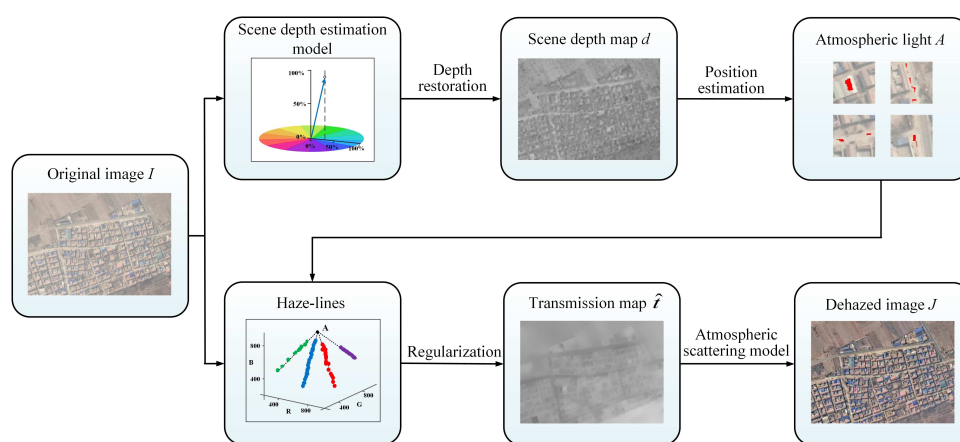 Scene depth estimation
model
100%
50%
0%
0%
50%
100%
Depth
restoration
Scene depth map d
Position
estimation
Atmospheric light A
Original image I
Haze-lines
A
800
B
400
400
R
800
400
G
800
Regularization
Transmission map t̂
Atmospheric
scattering model
Dehazed image J